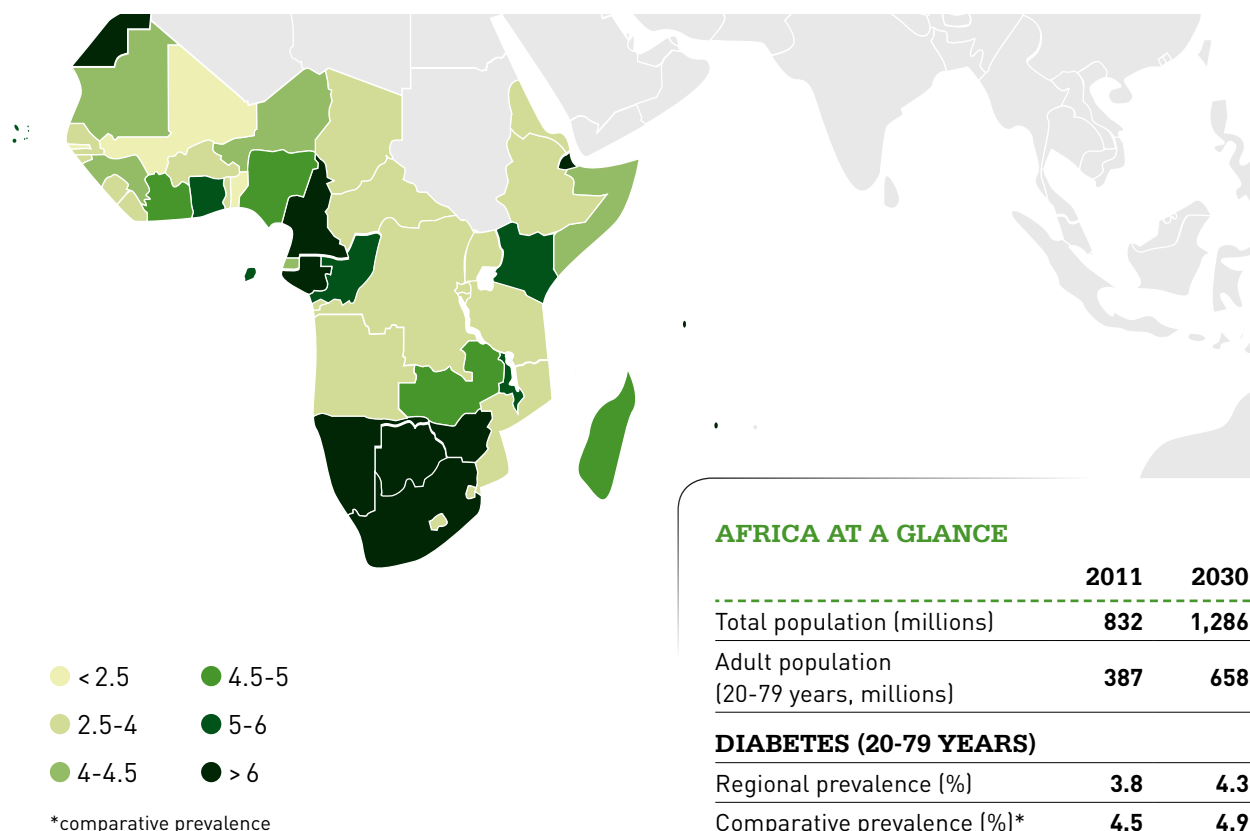 AFRICA AT A GLANCE
2011 2030
Total population (millions) 832 1,286
Adult population
(20-79 years, millions) 387 658
DIABETES (20-79 YEARS)
Regional prevalence (%) 3.8 4.3
Comparative prevalence (%)* 4.5 4.9
< 2.5
2.5-4
4-4.5
4.5-5
5-6
> 6
*comparative prevalence